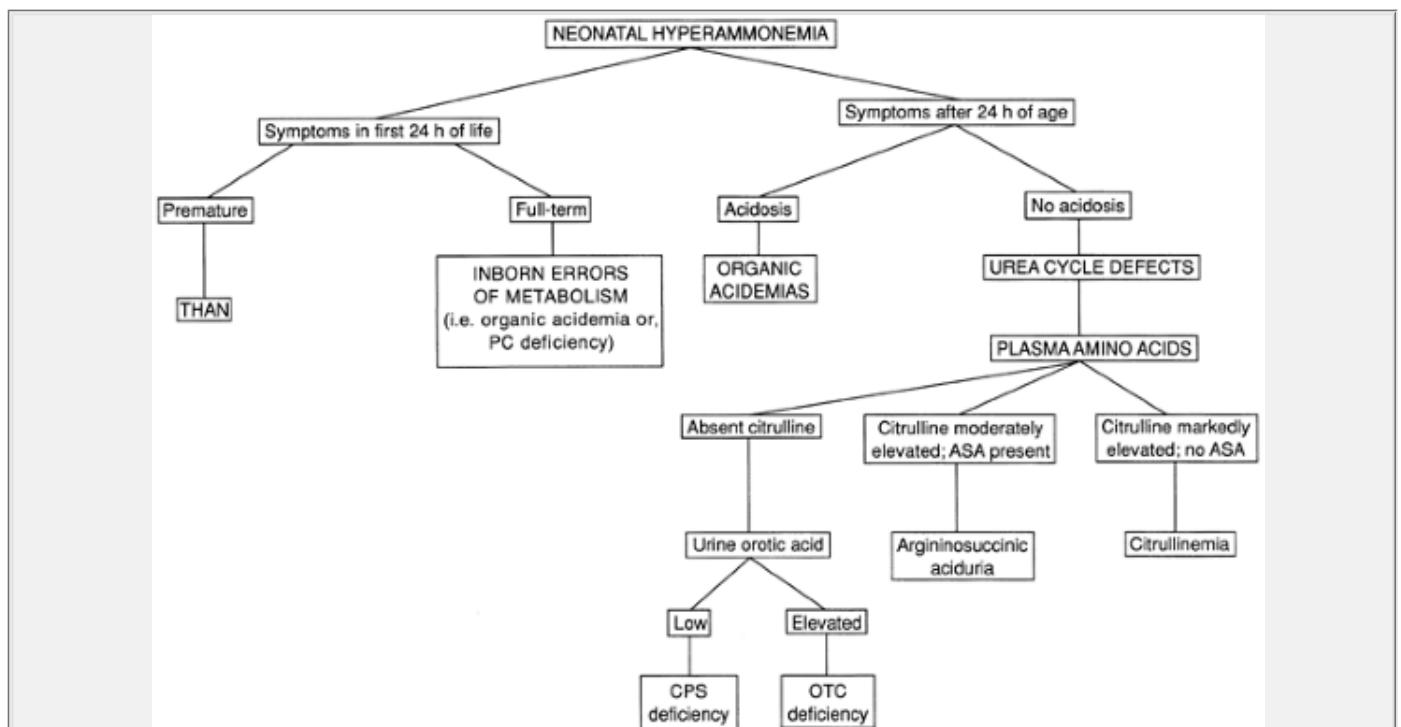 NEONATAL HYPERAMMONEMIA
Symptoms in first 24 h of life
Symptoms after 24 h of age
Premature
Full-term
Acidosis
No acidosis
THAN
INBORN ERRORS
OF METABOLISM
(i.e. organic acidemia or,
PC deficiency)
ORGANIC
ACIDEMIAS
UREA CYCLE DEFECTS
PLASMA AMINO ACIDS
Absent citrulline
Citrulline moderately
elevated; ASA present
Citrulline markedly
elevated; no ASA
Urine orotic acid
Argininosuccinic
aciduria
Citrullinemia
Low
Elevated
CPS
deficiency
OTC
deficiency